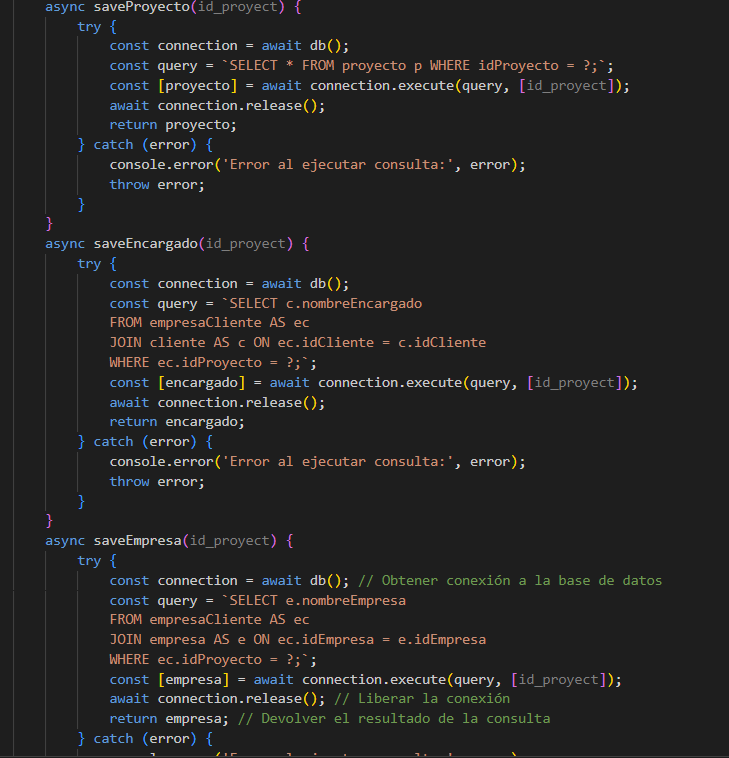 async saveProyecto(id_proyect) {
try {
const connection = await db();
const query = `SELECT * FROM proyecto p WHERE idProyecto = ?;`;
const [proyecto] = await connection.execute(query, [id_proyect]);
await connection.release();
return proyecto;
} catch (error) {
console.error('Error al ejecutar consulta:', error);
throw error;
}
}
async saveEncargado(id_proyect) {
try {
const connection = await db();
const query = `SELECT c.nombreEncargado
FROM empresaCliente AS ec
JOIN cliente AS c ON ec.idCliente = c.idCliente
WHERE ec.idProyecto = ?;`;
const [encargado] = await connection.execute(query, [id_proyect]);
await connection.release();
return encargado;
} catch (error) {
console.error('Error al ejecutar consulta:', error);
throw error;
}
}
async saveEmpresa(id_proyect) {
try {
const connection = await db(); // Obtener conexión a la base de datos
const query = `SELECT e.nombreEmpresa
FROM empresaCliente AS ec
JOIN empresa AS e ON ec.idEmpresa = e.idEmpresa
WHERE ec.idProyecto = ?;`;
const [empresa] = await connection.execute(query, [id_proyect]);
await connection.release(); // Liberar la conexión
return empresa; // Devolver el resultado de la consulta
} catch (error) {